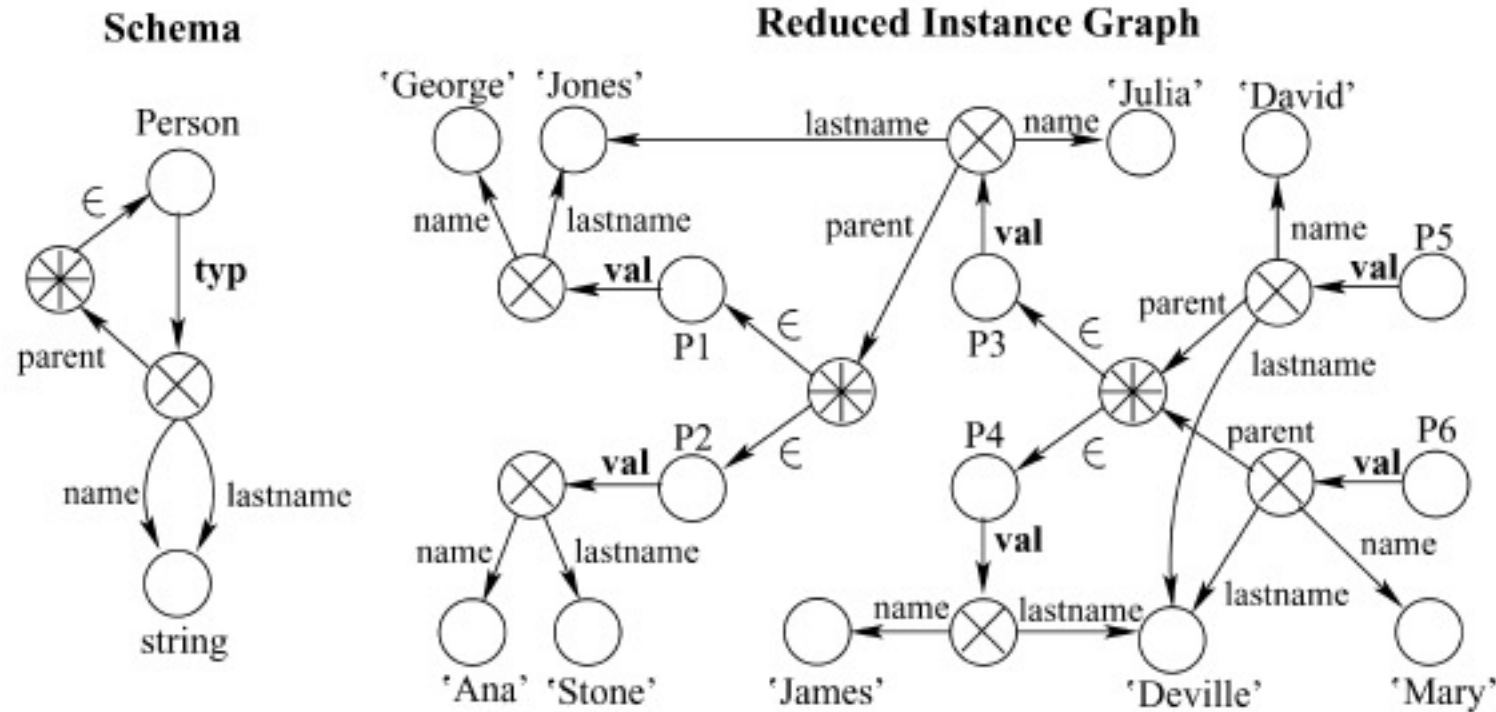 Schema
Person
∈
typ
parent
name
lastname
string
Reduced Instance Graph
‘George’ ‘Jones’
‘Julia’ ‘David’
lastname
name
name
lastname
parent
val
name
P5
val
val
P1
∈
P3
∈
parent
lastname
P2
val
∈
P4
∈
parent
P6
val
name
lastname
val
name
name
lastname
lastname
‘Ana’ ‘Stone’
‘James’
‘Deville’
‘Mary’